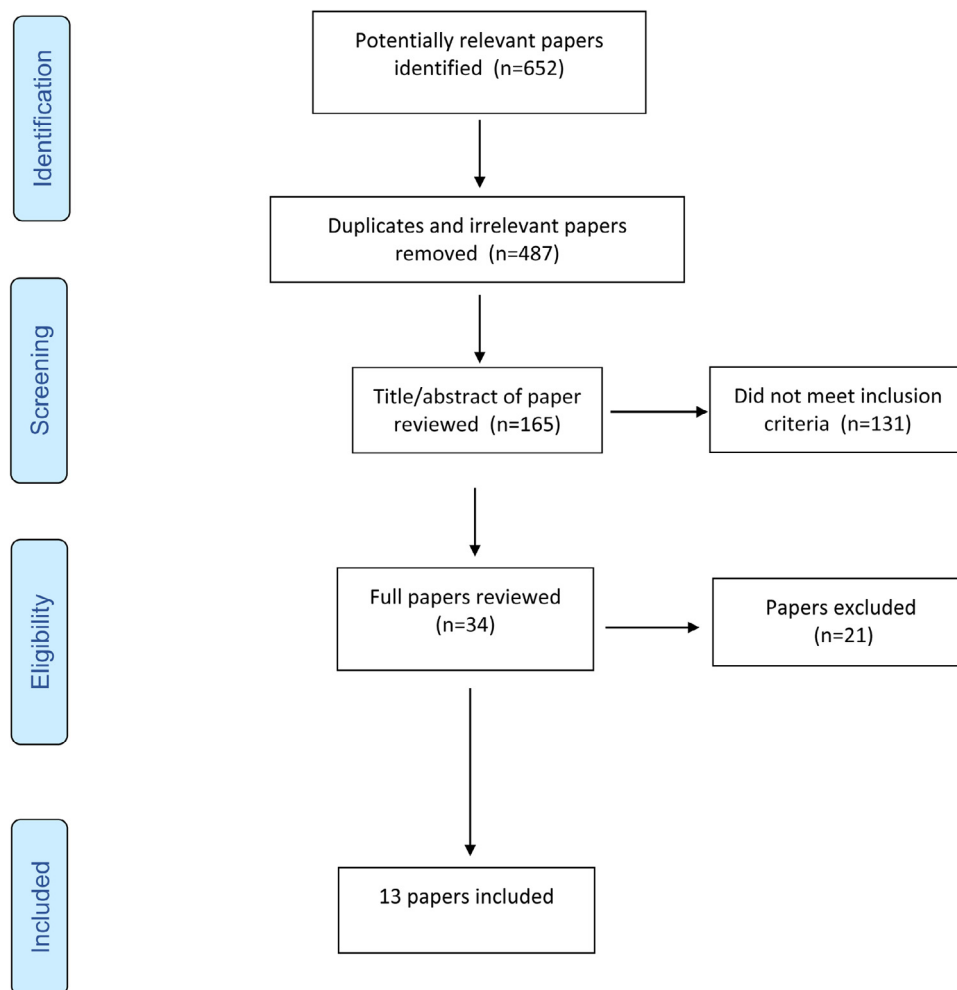 Identification
Potentially relevant papers
identified (n=652)
Duplicates and irrelevant papers
removed (n=487)
Screening
Title/abstract of paper
reviewed (n=165)
Did not meet inclusion
criteria (n=131)
Eligibility
Full papers reviewed
(n=34)
Papers excluded
(n=21)
Included
13 papers included